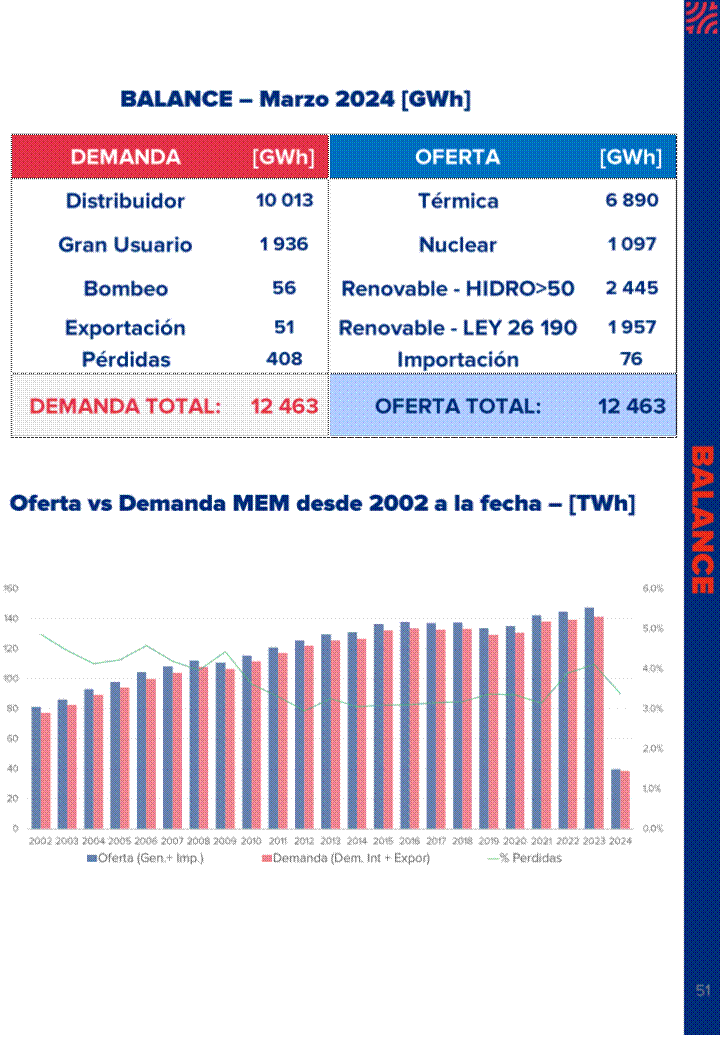 BALANCE – Marzo 2024 [GWh]
DEMANDA [GWh] OFERTA [GWh]
Distribuidor 10 013 Térmica 6 890
Gran Usuario 1 936 Nuclear 1 097
Bombeo 56 Renovable - HIDRO>50 2 445
Exportación 51 Renovable - LEY 26 190 1 957
Pérdidas 408 Importación 76
DEMANDA TOTAL: 12 463 OFERTA TOTAL: 12 463
BALANCE
Oferta vs Demanda MEM desde 2002 a la fecha – [TWh]
160 6.0%
140 5.0%
120 4.0%
100 3.0%
80 2.0%
60 1.0%
40 0.0%
20
0
2002 2003 2004 2005 2006 2007 2008 2009 2010 2011 2012 2013 2014 2015 2016 2017 2018 2019 2020 2021 2022 2023 2024
Oferta (Gen.+ Imp.) Demanda (Dem. Int + Expor) % Perdidas
51